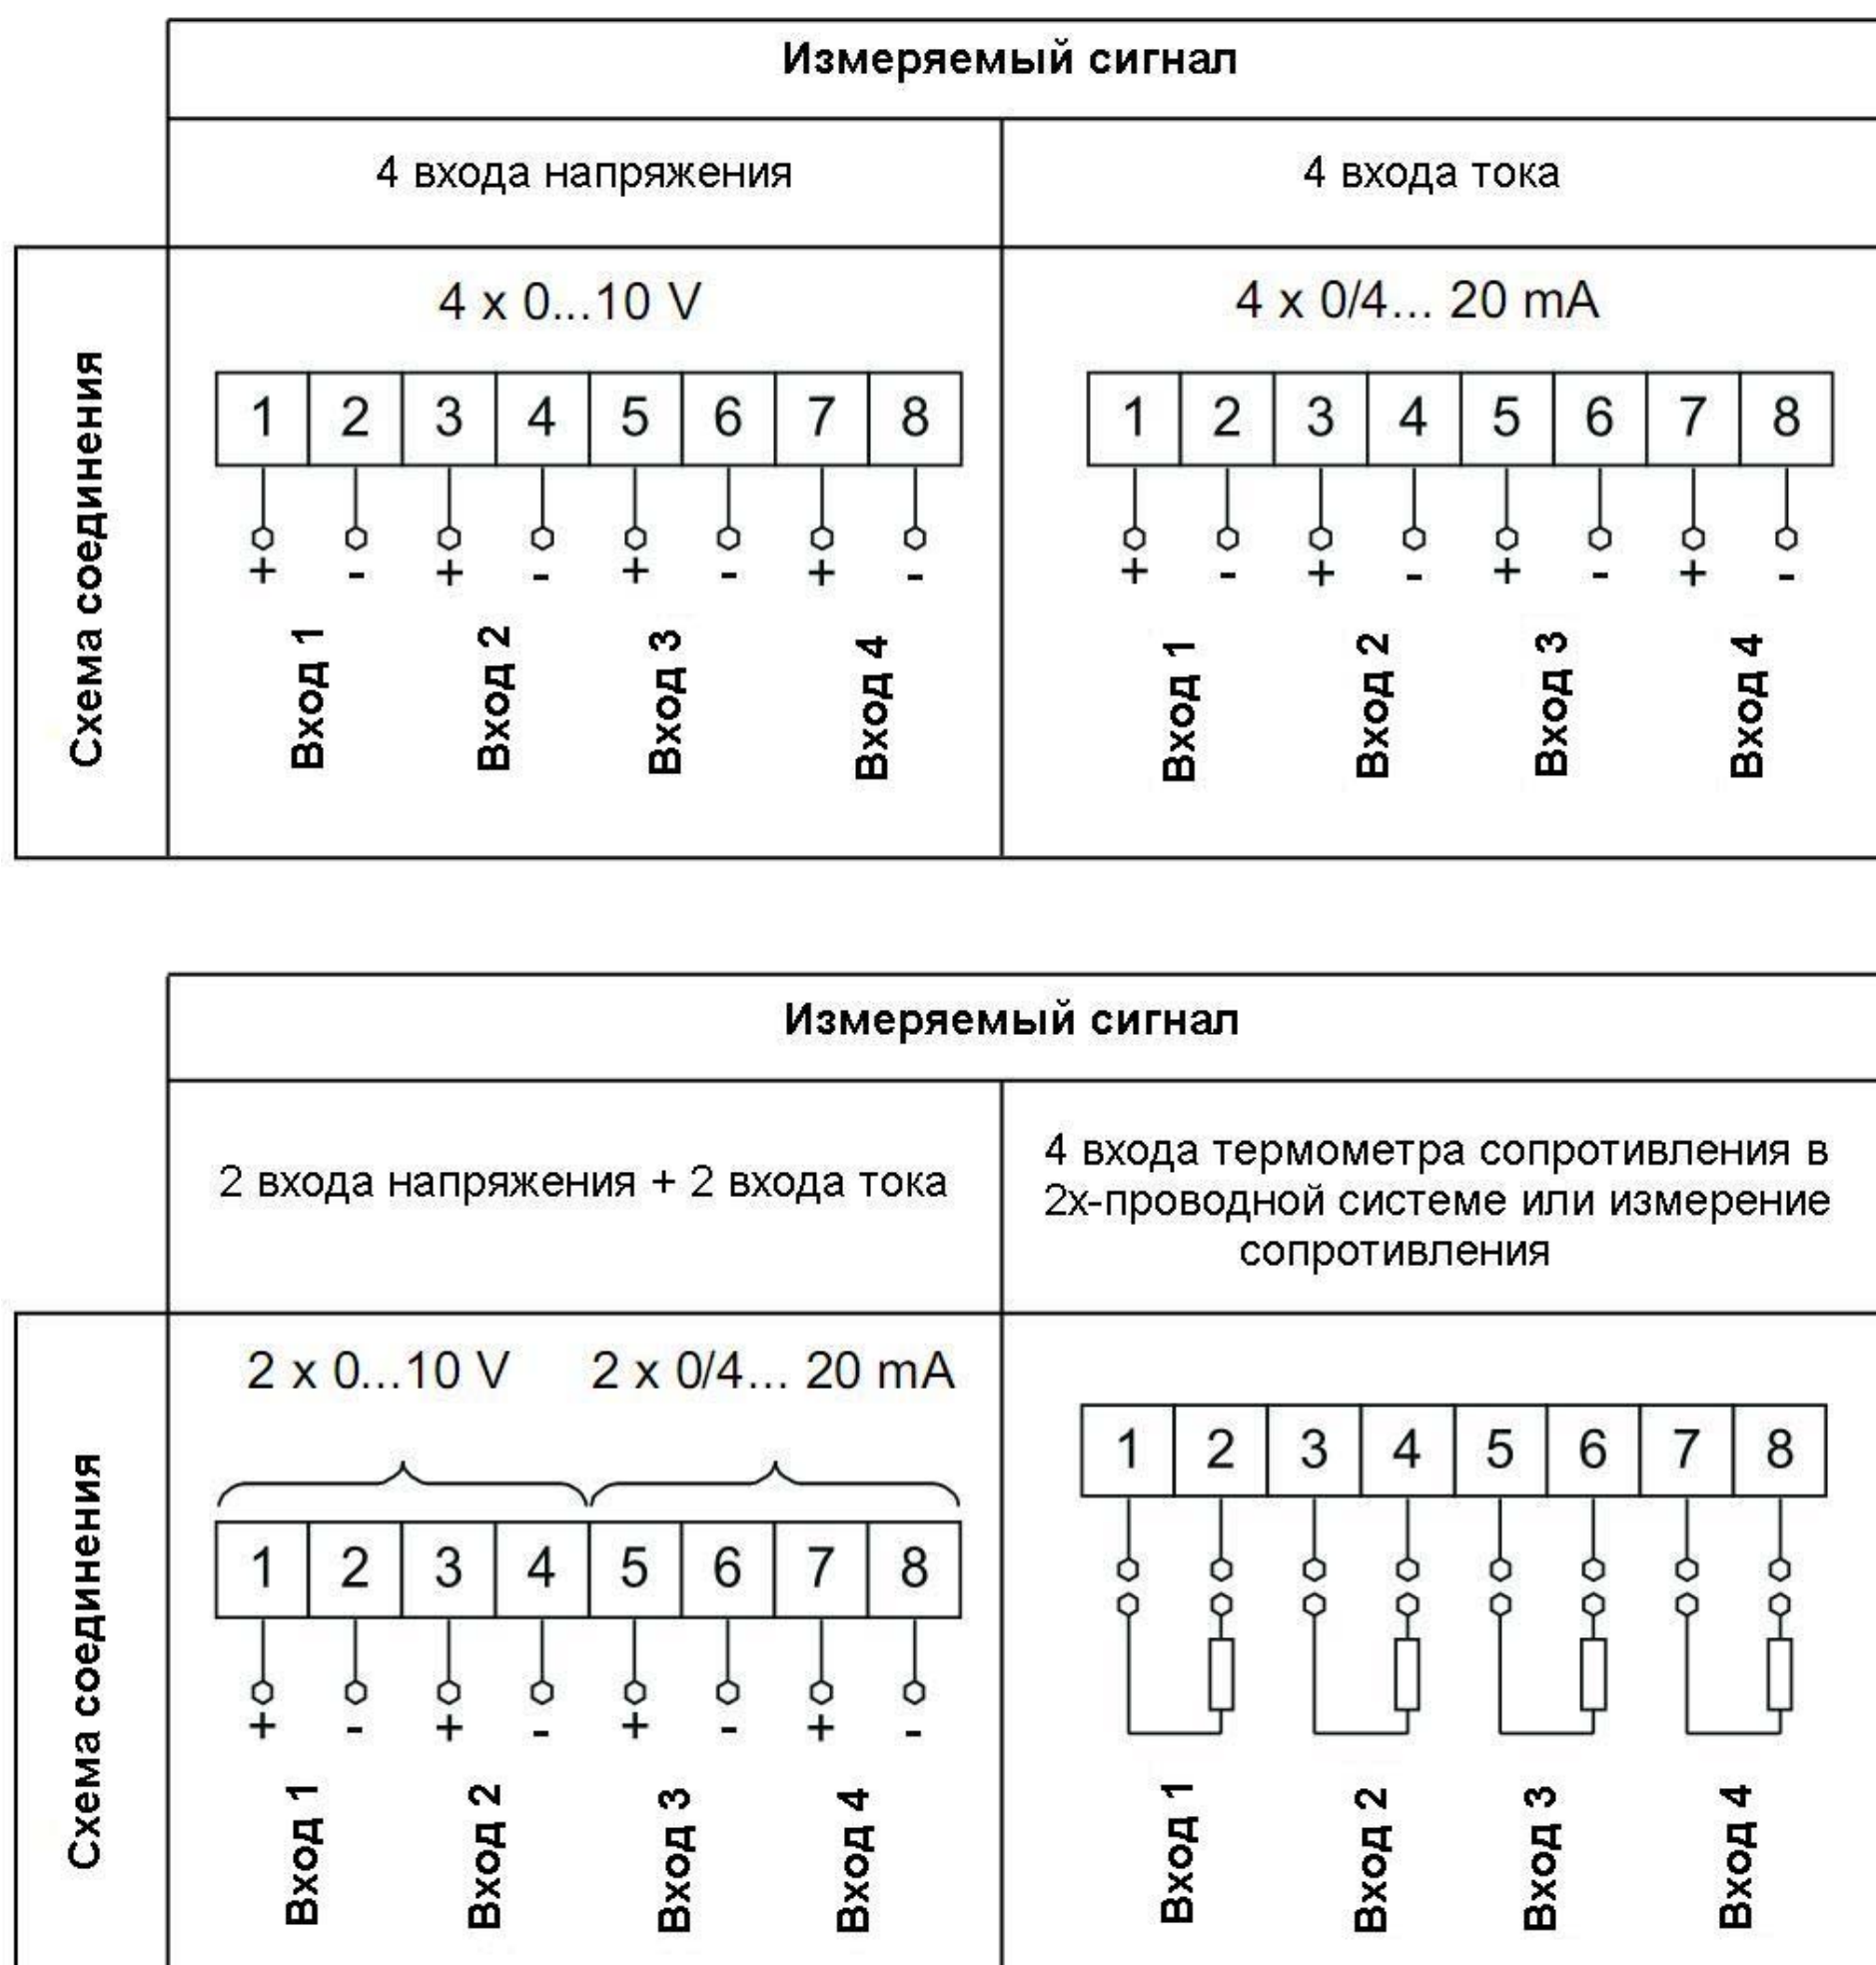 Измеряемый сигнал
4 входа напряжения
4 входа тока
Схема соединения
4 x 0...10 V
1 2 3 4 5 6 7 8
+ - + - + - + -
Вход 1
Вход 2
Вход 3
Вход 4
4 x 0/4... 20 mA
1 2 3 4 5 6 7 8
+ - + - + - + -
Вход 1
Вход 2
Вход 3
Вход 4
Измеряемый сигнал
2 входа напряжения + 2 входа тока
4 входа термометра сопротивления в
2х-проводной системе или измерение
сопротивления
Схема соединения
2 x 0...10 V
2 x 0/4... 20 mA
1 2 3 4 5 6 7 8
+ - + - + - + -
Вход 1
Вход 2
Вход 3
Вход 4
1 2 3 4 5 6 7 8
Вход 1
Вход 2
Вход 3
Вход 4